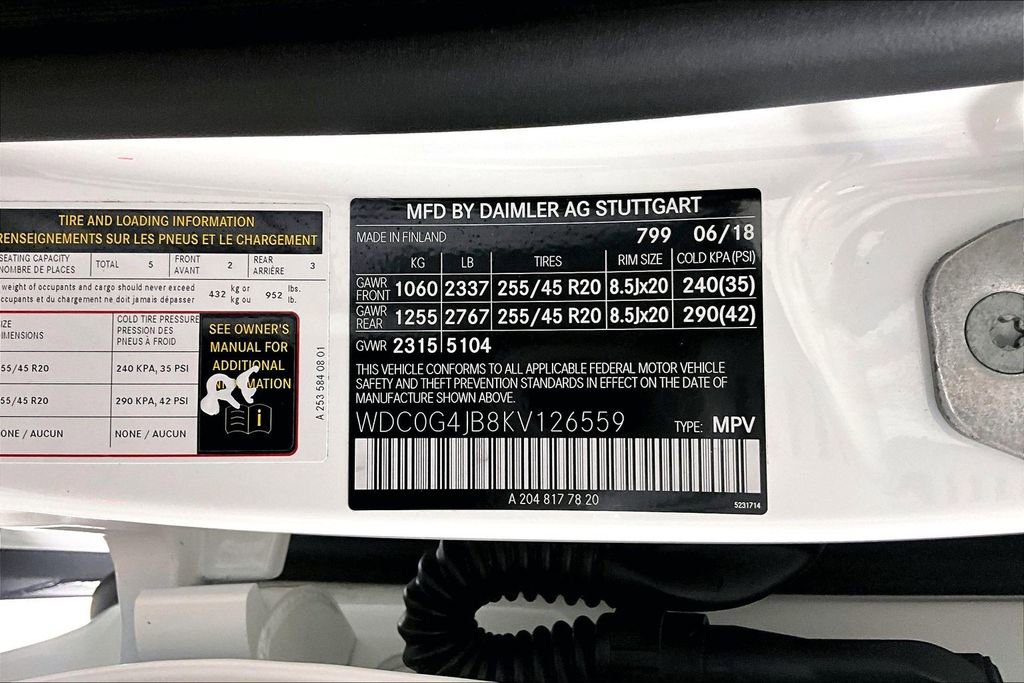 TIRE AND LOADING INFORMATION
RENSEIGNEMENTS SUR LES PNEUS ET LE CHARGEMENT
SEATING CAPACITY
NOMBRE DE PLACES
TOTAL 5
FRONT
AVANT
2
REAR
ARRIÈRE
3
weight of occupants and cargo should never exceed
occupants et du chargement ne doit jamais dépasser
432
kg or
kg ou
952
lbs.
lb.
COLD TIRE PRESSURE
PRESSION DES
PNEUS À FROID
55/45 R20 240 KPA, 35 PSI
55/45 R20 290 KPA, 42 PSI
NONE / AUCUN NONE / AUCUN
SEE OWNER'S
MANUAL FOR
ADDITIONAL
i
A 253 584 08 01
MFD BY DAIMLER AG STUTTGART
MADE IN FINLAND 799 06/18
KG LB TIRES RIM SIZE COLD KPA(PSI)
GAWR FRONT 1060 2337 255/45 R20 8.5Jx20 240(35)
GAWR REAR 1255 2767 255/45 R20 8.5Jx20 290(42)
GVWR 2315 5104
THIS VEHICLE CONFORMS TO ALL APPLICABLE FEDERAL MOTOR VEHICLE
SAFETY AND THEFT PREVENTION STANDARDS IN EFFECT ON THE DATE OF
MANUFACTURE SHOWN ABOVE.
WDC0G4JB8KV126559 TYPE: MPV
A 204 817 78 20
5231714